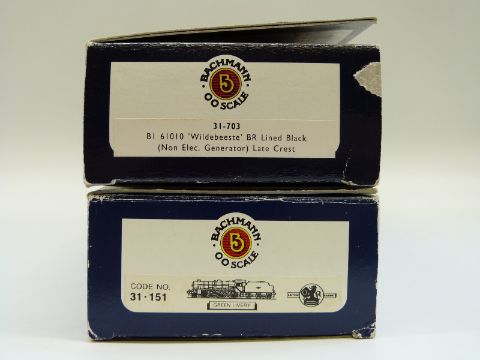 BACHMANN
OO SCALE
31-703
B1 61010 'Wildebeeste' BR Lined Black
(Non Elec. Generator) Late Crest
BACHMANN
OO SCALE
CODE NO.
31·151
GREEN LIVERY